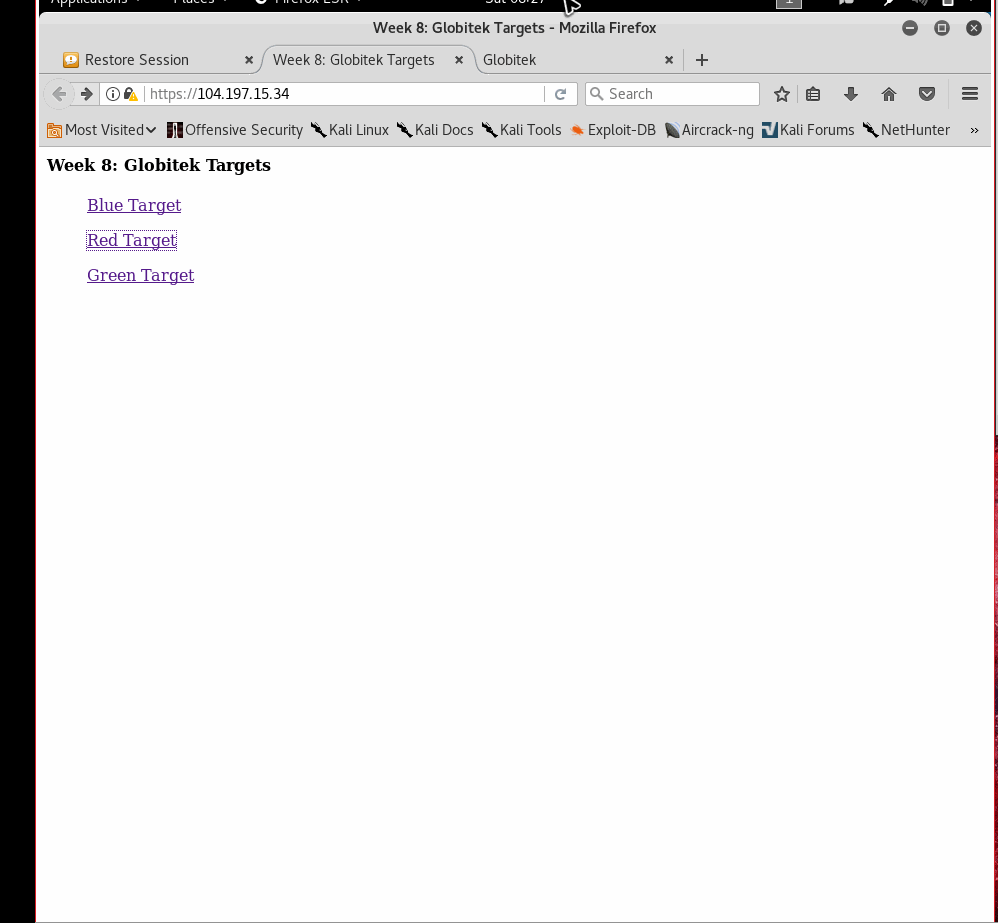 Applications Places Firefox ESR Sat 08:27 1
Week 8: Globitek Targets - Mozilla Firefox
Restore Session Week 8: Globitek Targets Globitek
https://104.197.15.34 Search
Most Visited Offensive Security Kali Linux Kali Docs Kali Tools Exploit-DB Aircrack-ng Kali Forums NetHunter »
Week 8: Globitek Targets
Blue Target
Red Target
Green Target